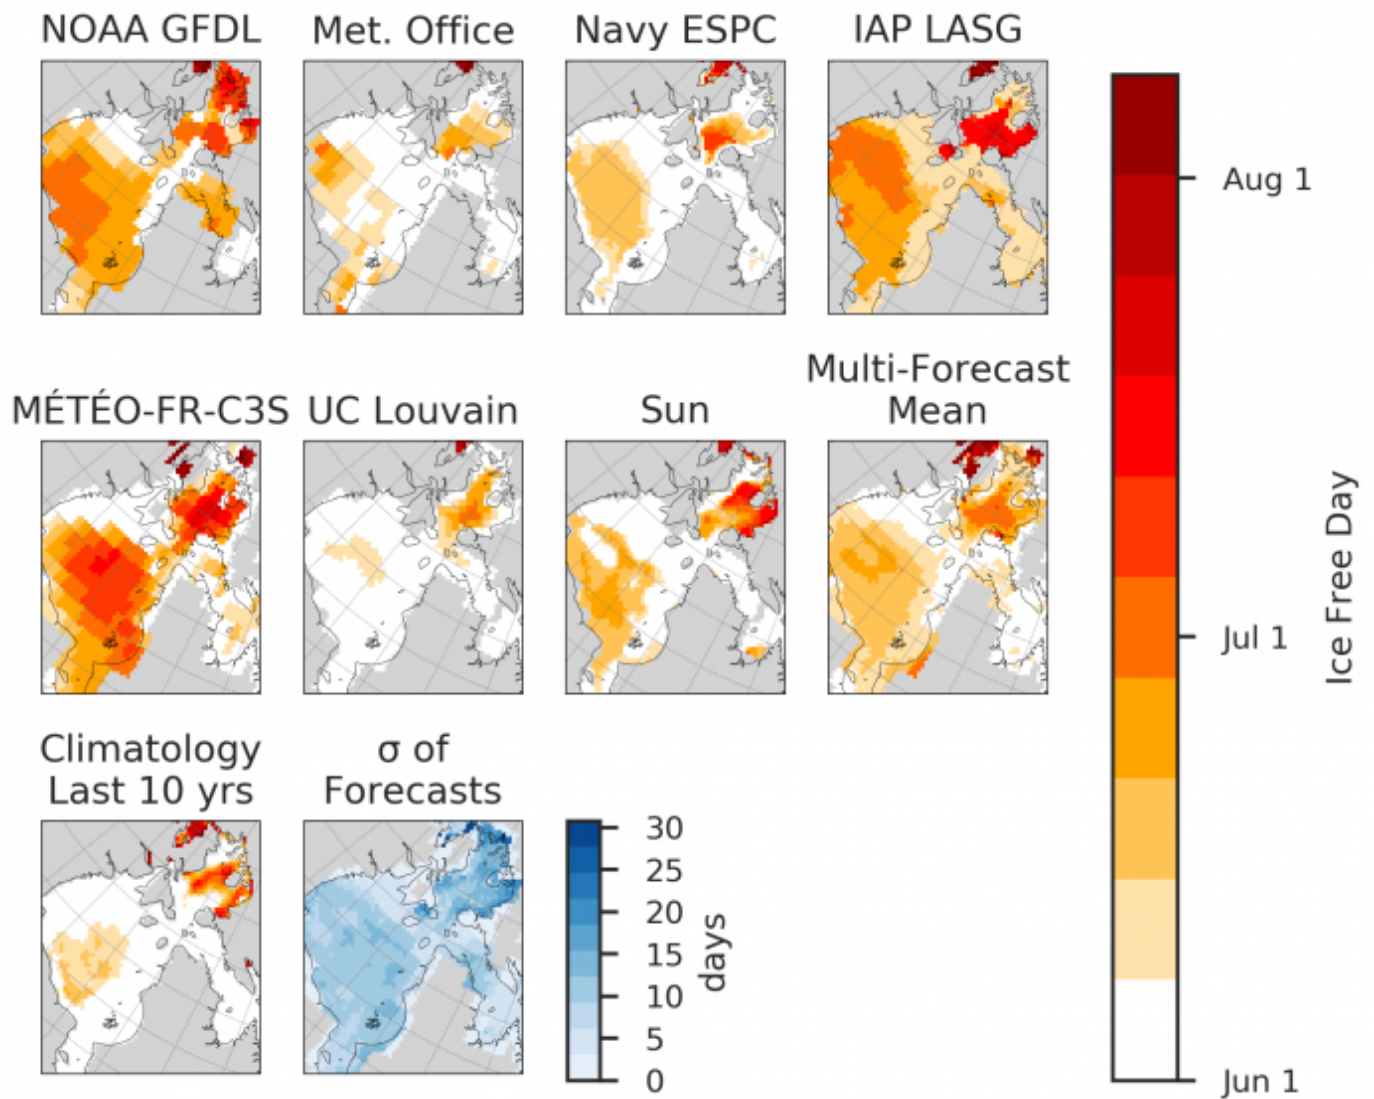 NOAA GFDL
Met. Office
Navy ESPC
IAP LASG
MÉTÉO-FR-C3S
UC Louvain
Sun
Multi-Forecast
Mean
Climatology
Last 10 yrs
σ of
Forecasts
30
25
20
15
10
5
0
days
Aug 1
Jul 1
Jun 1
Ice Free Day